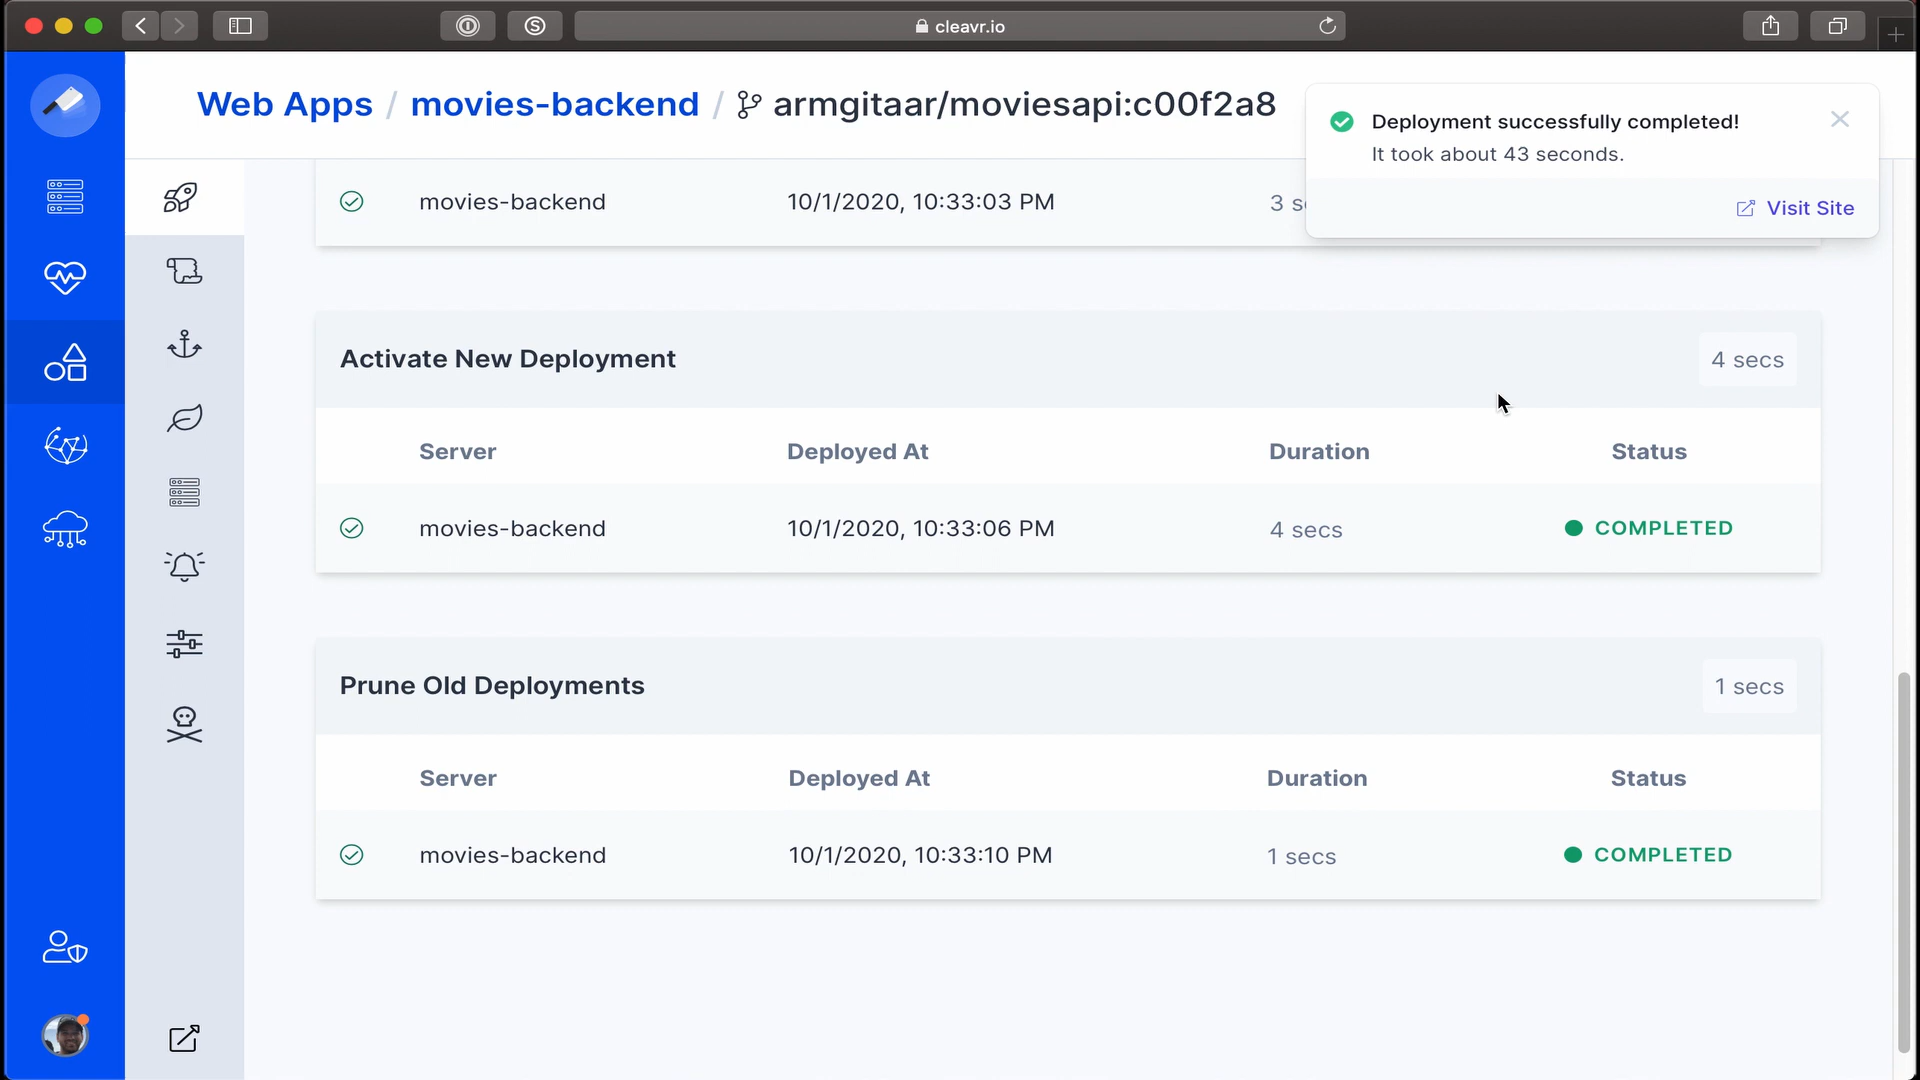 cleavr.io
Web Apps / movies-backend / armgitaar/moviesapi:c00f2a8
Deployment successfully completed!
It took about 43 seconds.
Visit Site
movies-backend 10/1/2020, 10:33:03 PM 3 s
Activate New Deployment 4 secs
Server Deployed At Duration Status
movies-backend 10/1/2020, 10:33:06 PM 4 secs COMPLETED
Prune Old Deployments 1 secs
Server Deployed At Duration Status
movies-backend 10/1/2020, 10:33:10 PM 1 secs COMPLETED